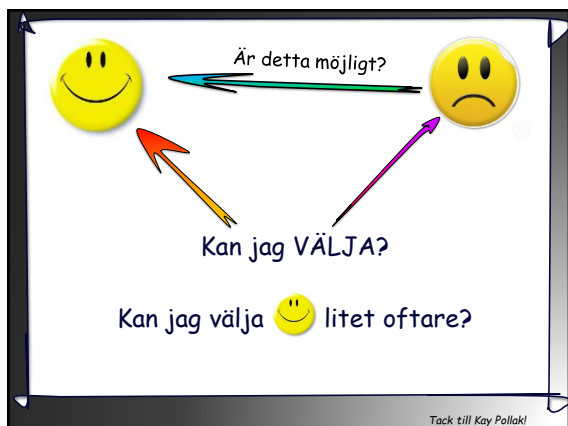 Är detta möjligt?
Kan jag VÄLJA?
Kan jag välja litet oftare?
Tack till Kay Pollak!